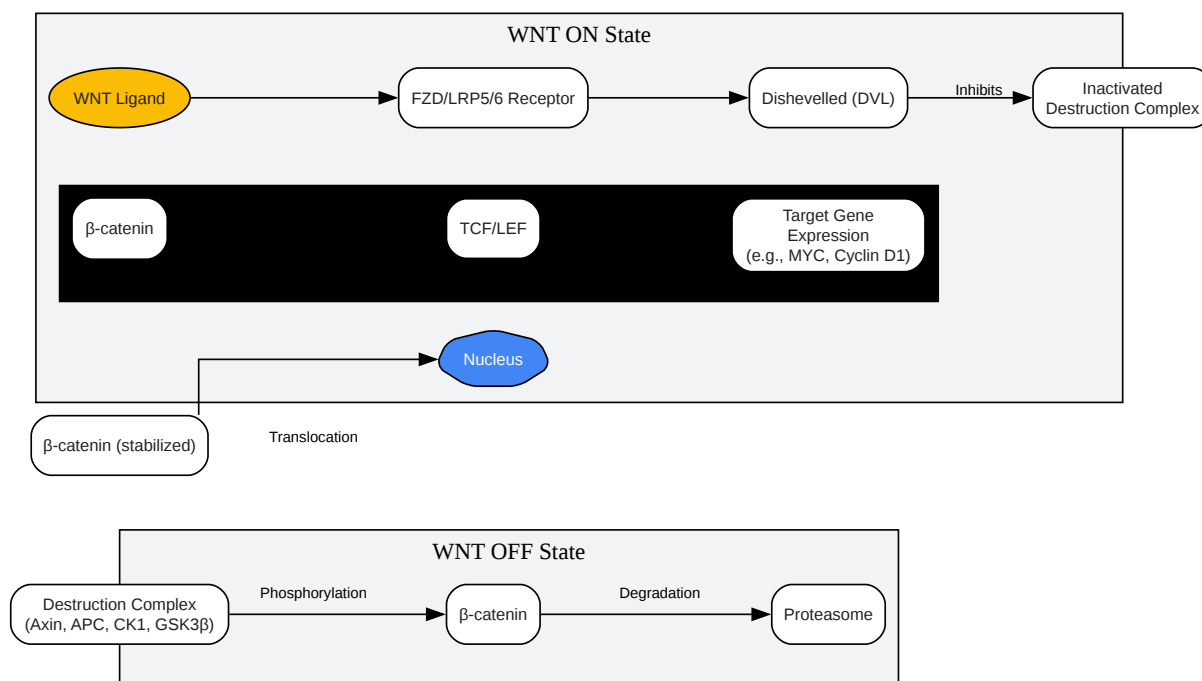 WNT ON State
WNT Ligand
FZD/LRP5/6 Receptor
Dishevelled (DVL)
Inhibits
Inactivated
Destruction Complex
β-catenin
TCF/LEF
Target Gene
Expression
(e.g., MYC, Cyclin D1)
Nucleus
β-catenin (stabilized)
Translocation
WNT OFF State
Destruction Complex
(Axin, APC, CK1, GSK3β)
Phosphorylation
β-catenin
Degradation
Proteasome